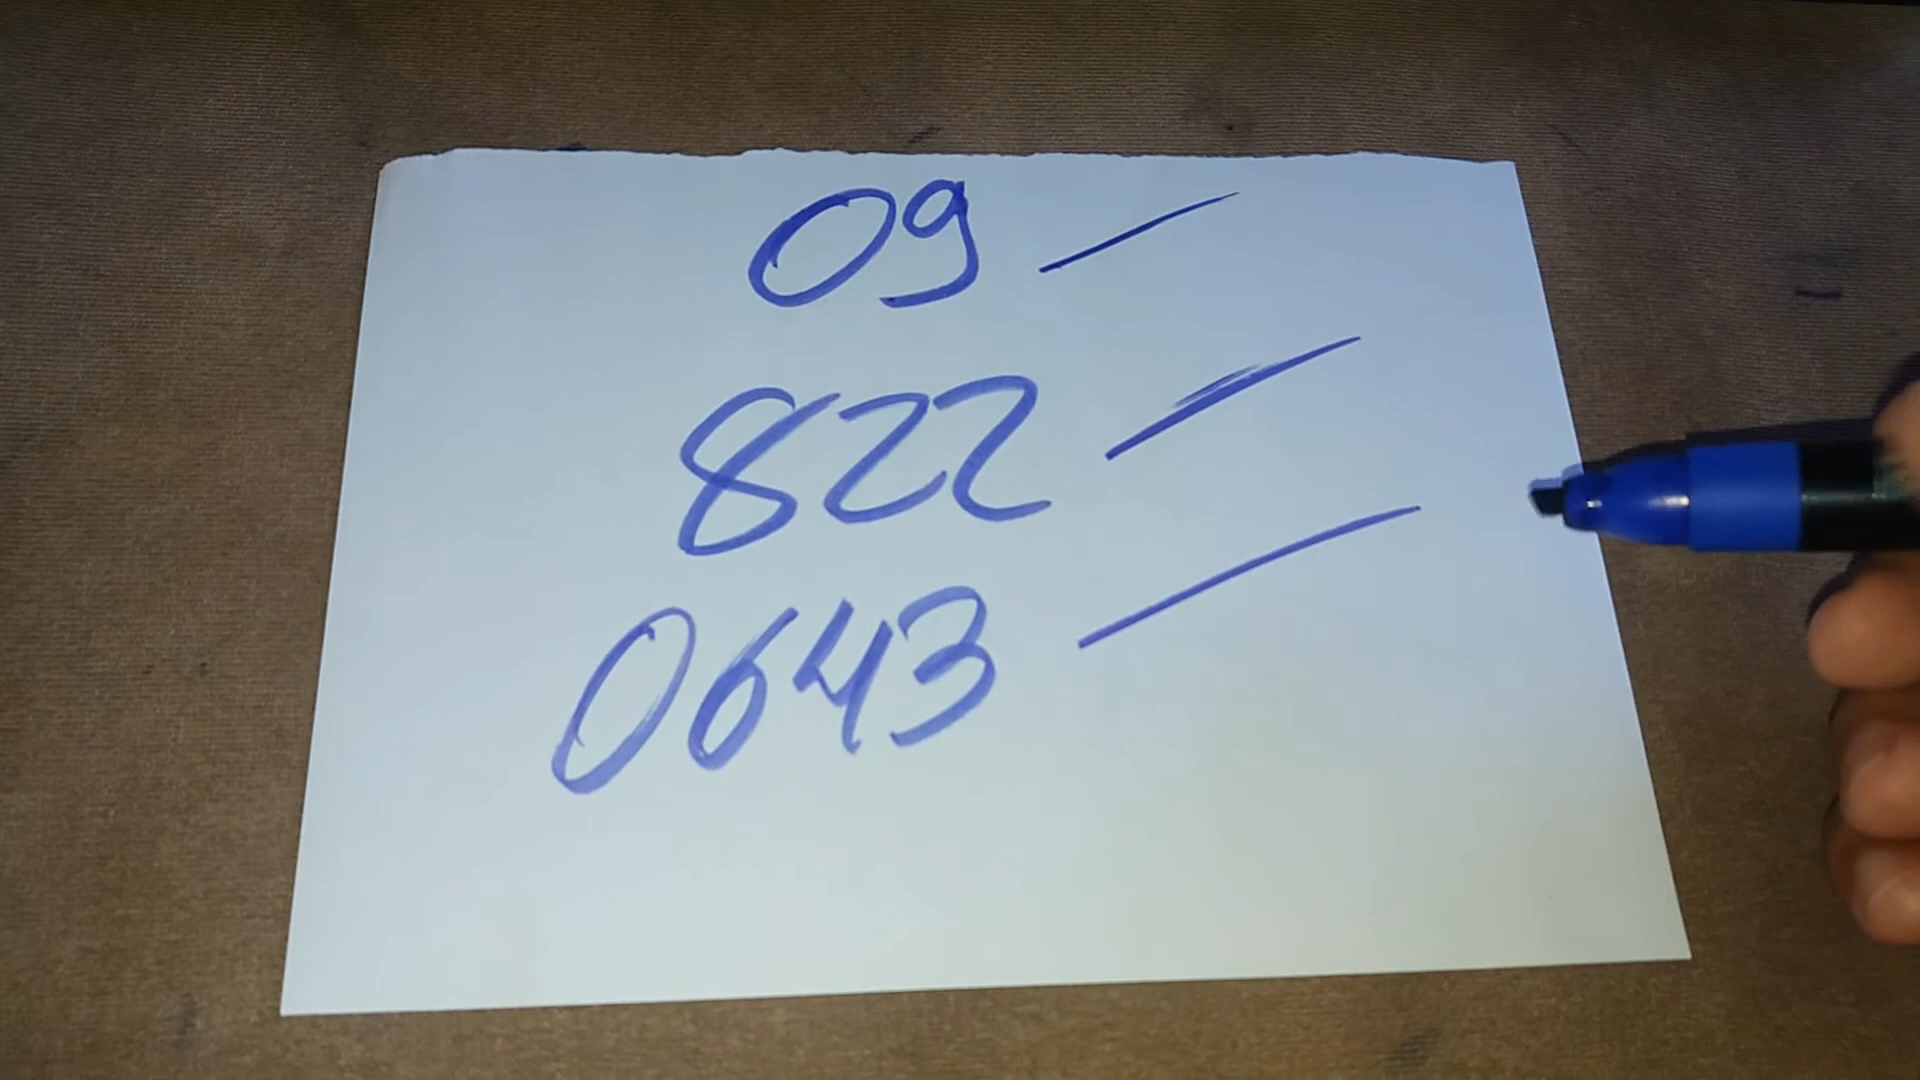 09 —
822 —
0643 —